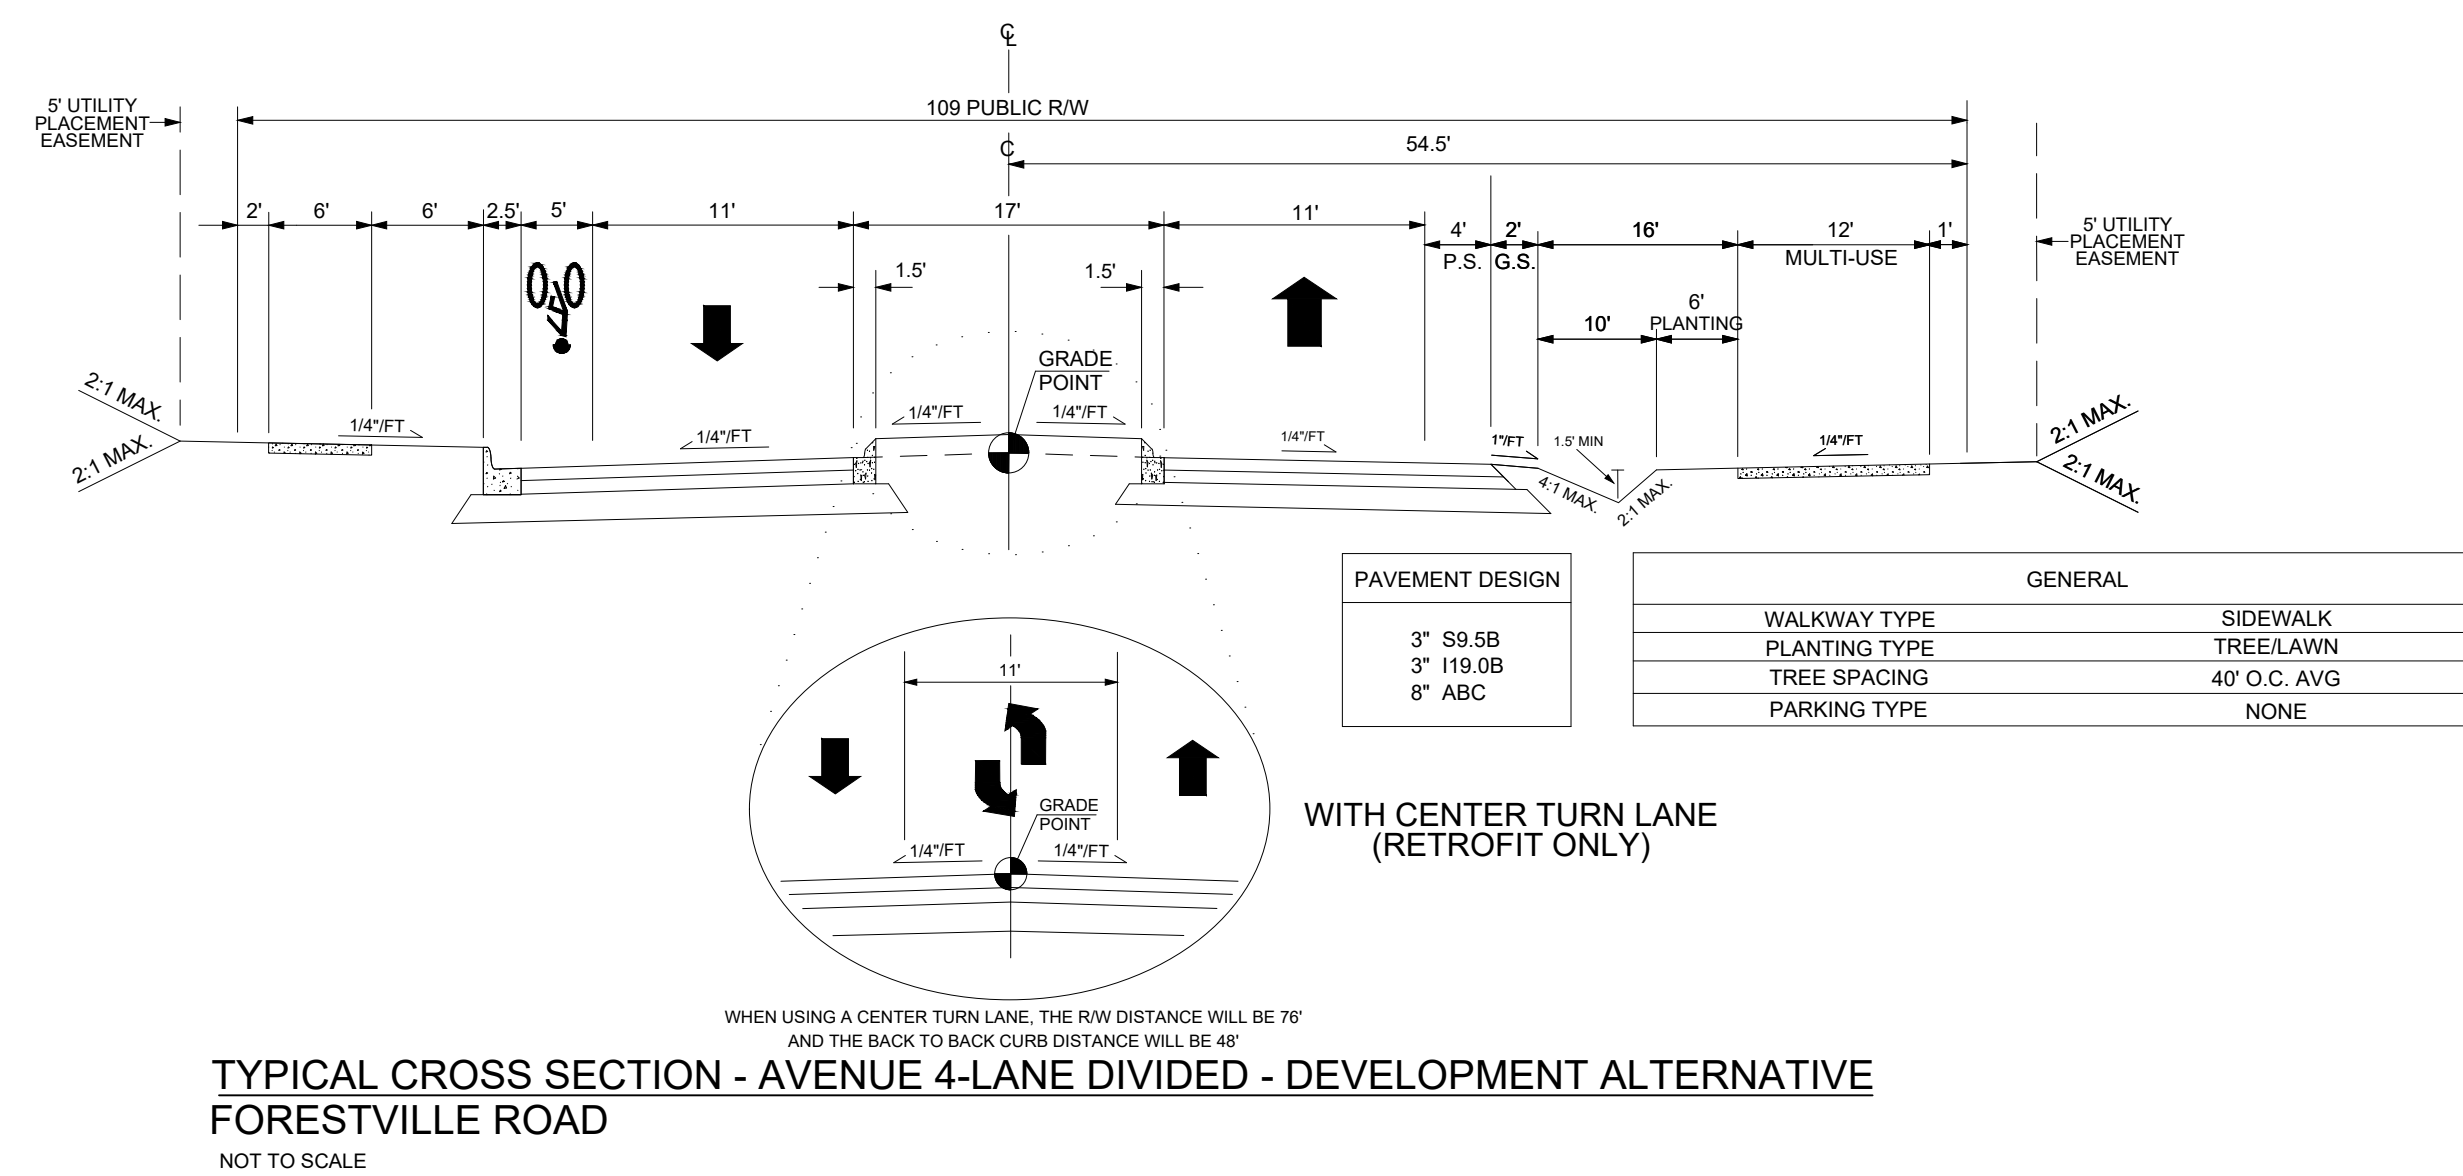 ℄
109 PUBLIC R/W
5' UTILITY
PLACEMENT
EASEMENT
C
54.5'
2'
6'
6'
2.5'
5'
11'
17'
11'
4'
P.S.
2'
G.S.
16'
12'
MULTI-USE
1'
5' UTILITY
PLACEMENT
EASEMENT
1.5'
1.5'
10'
6'
PLANTING
GRADE
POINT
2:1 MAX.
2:1 MAX.
1/4"/FT
1/4"/FT
1/4"/FT
1/4"/FT
1/4"/FT
1"/FT
1.5' MIN
4:1 MAX.
2:1 MAX.
1/4"/FT
2:1 MAX.
2:1 MAX.
PAVEMENT DESIGN
3" S9.5B
3" I19.0B
8" ABC
GENERAL
WALKWAY TYPE SIDEWALK
PLANTING TYPE TREE/LAWN
TREE SPACING 40' O.C. AVG
PARKING TYPE NONE
11'
GRADE
POINT
1/4"/FT
1/4"/FT
WITH CENTER TURN LANE
(RETROFIT ONLY)
WHEN USING A CENTER TURN LANE, THE R/W DISTANCE WILL BE 76'
AND THE BACK TO BACK CURB DISTANCE WILL BE 48'
TYPICAL CROSS SECTION - AVENUE 4-LANE DIVIDED - DEVELOPMENT ALTERNATIVE
FORESTVILLE ROAD
NOT TO SCALE